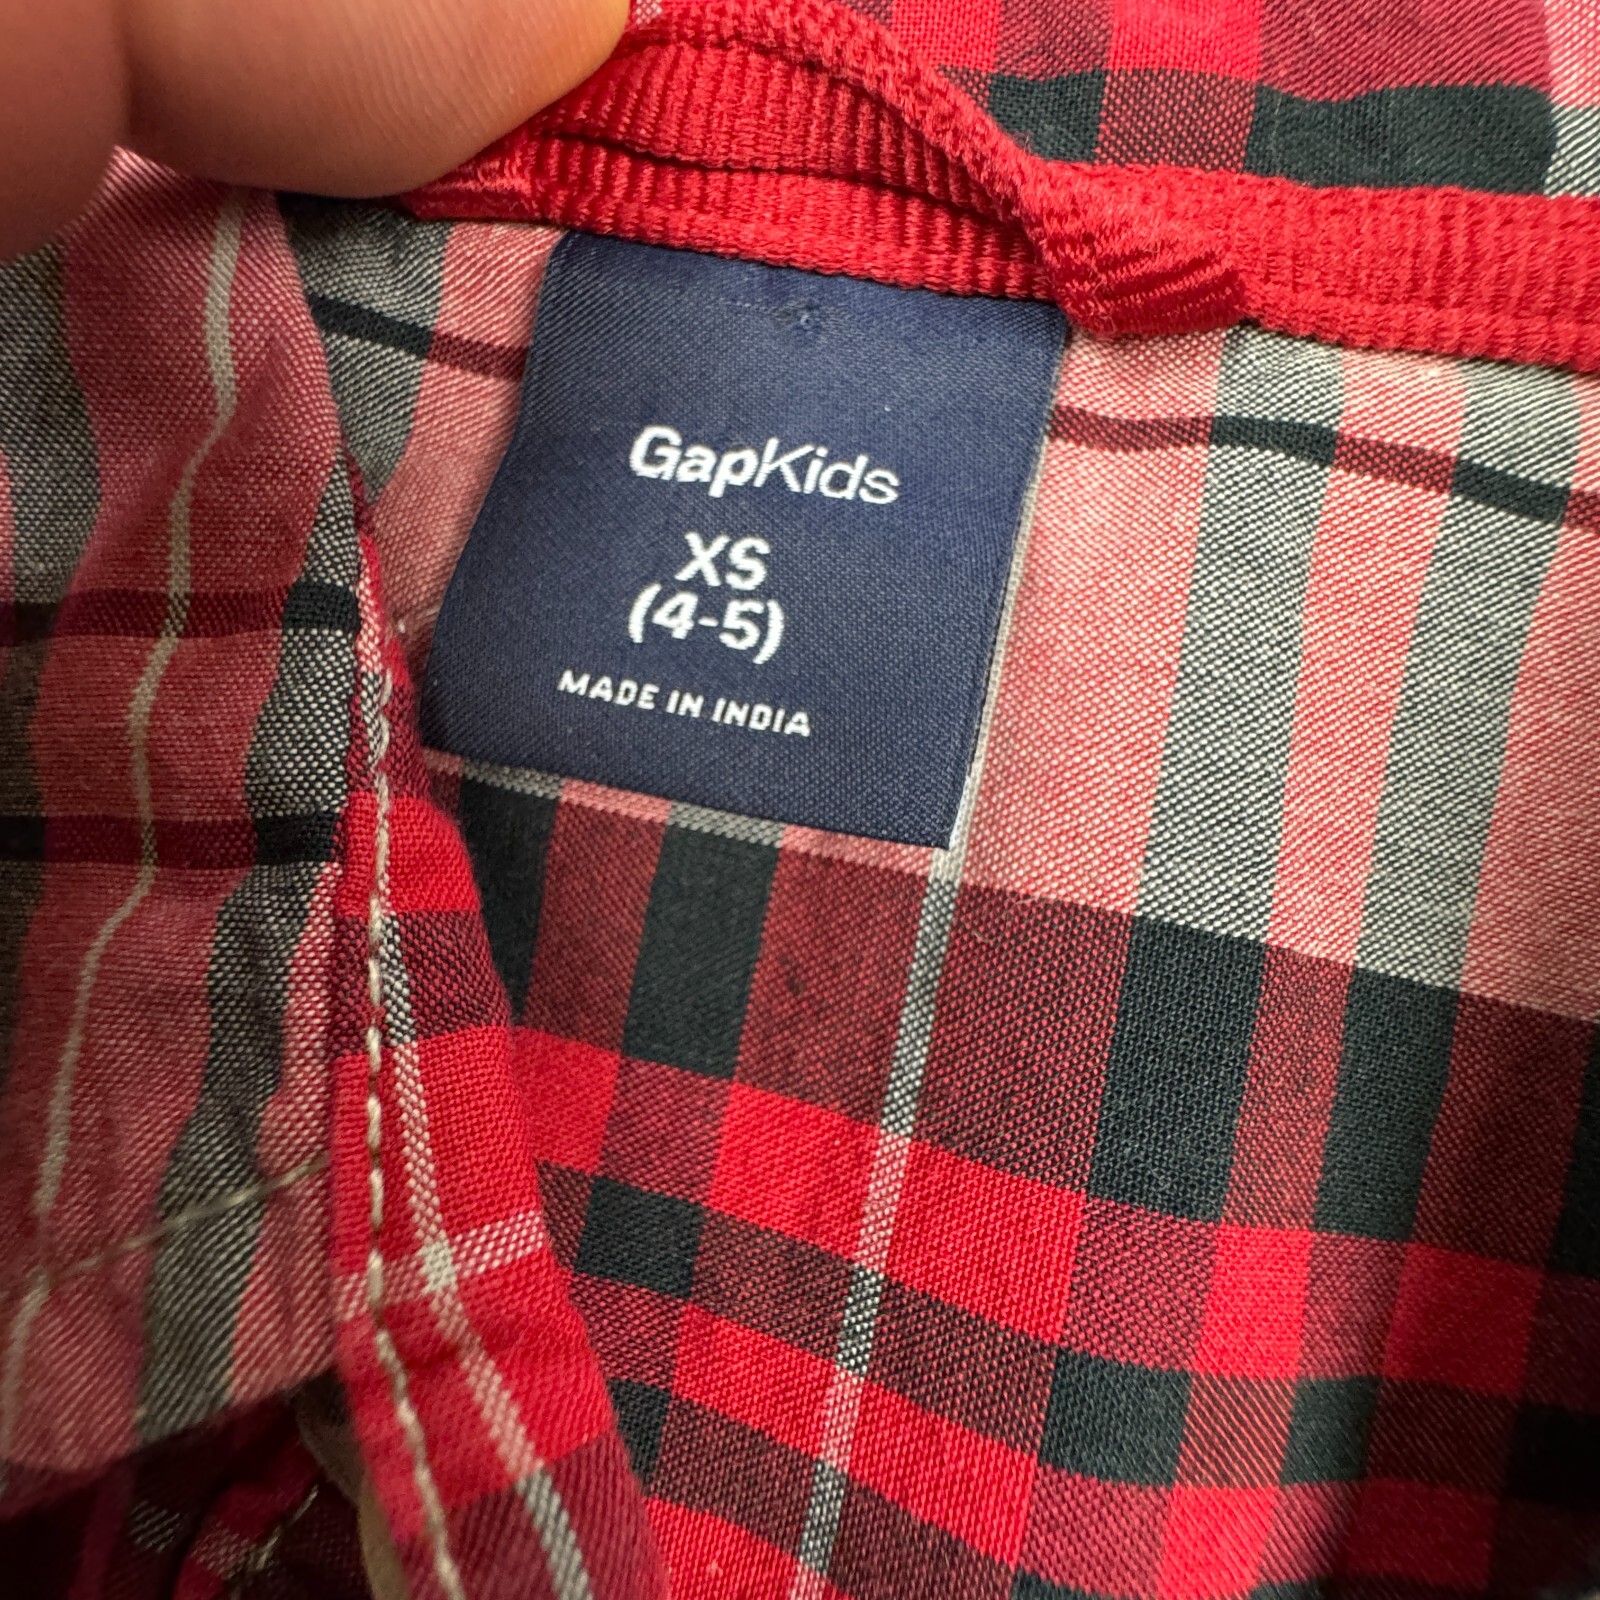 GapKids
XS
(4-5)
MADE IN INDIA